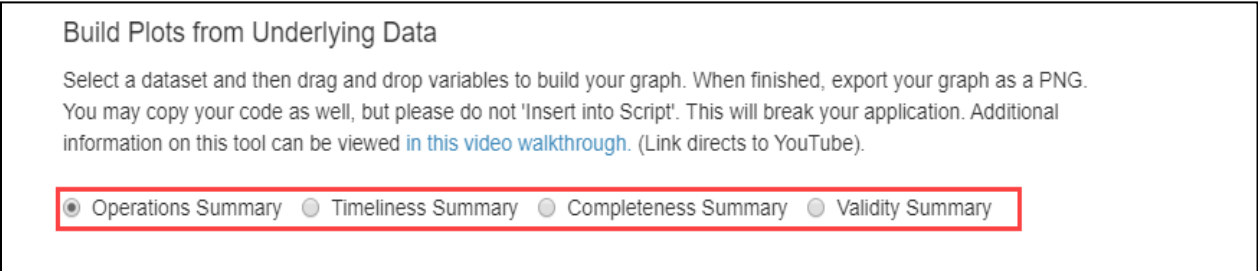 Build Plots from Underlying Data
Select a dataset and then drag and drop variables to build your graph. When finished, export your graph as a PNG.
You may copy your code as well, but please do not 'Insert into Script'. This will break your application. Additional
information on this tool can be viewed in this video walkthrough. (Link directs to YouTube).
Operations Summary Timeliness Summary Completeness Summary Validity Summary